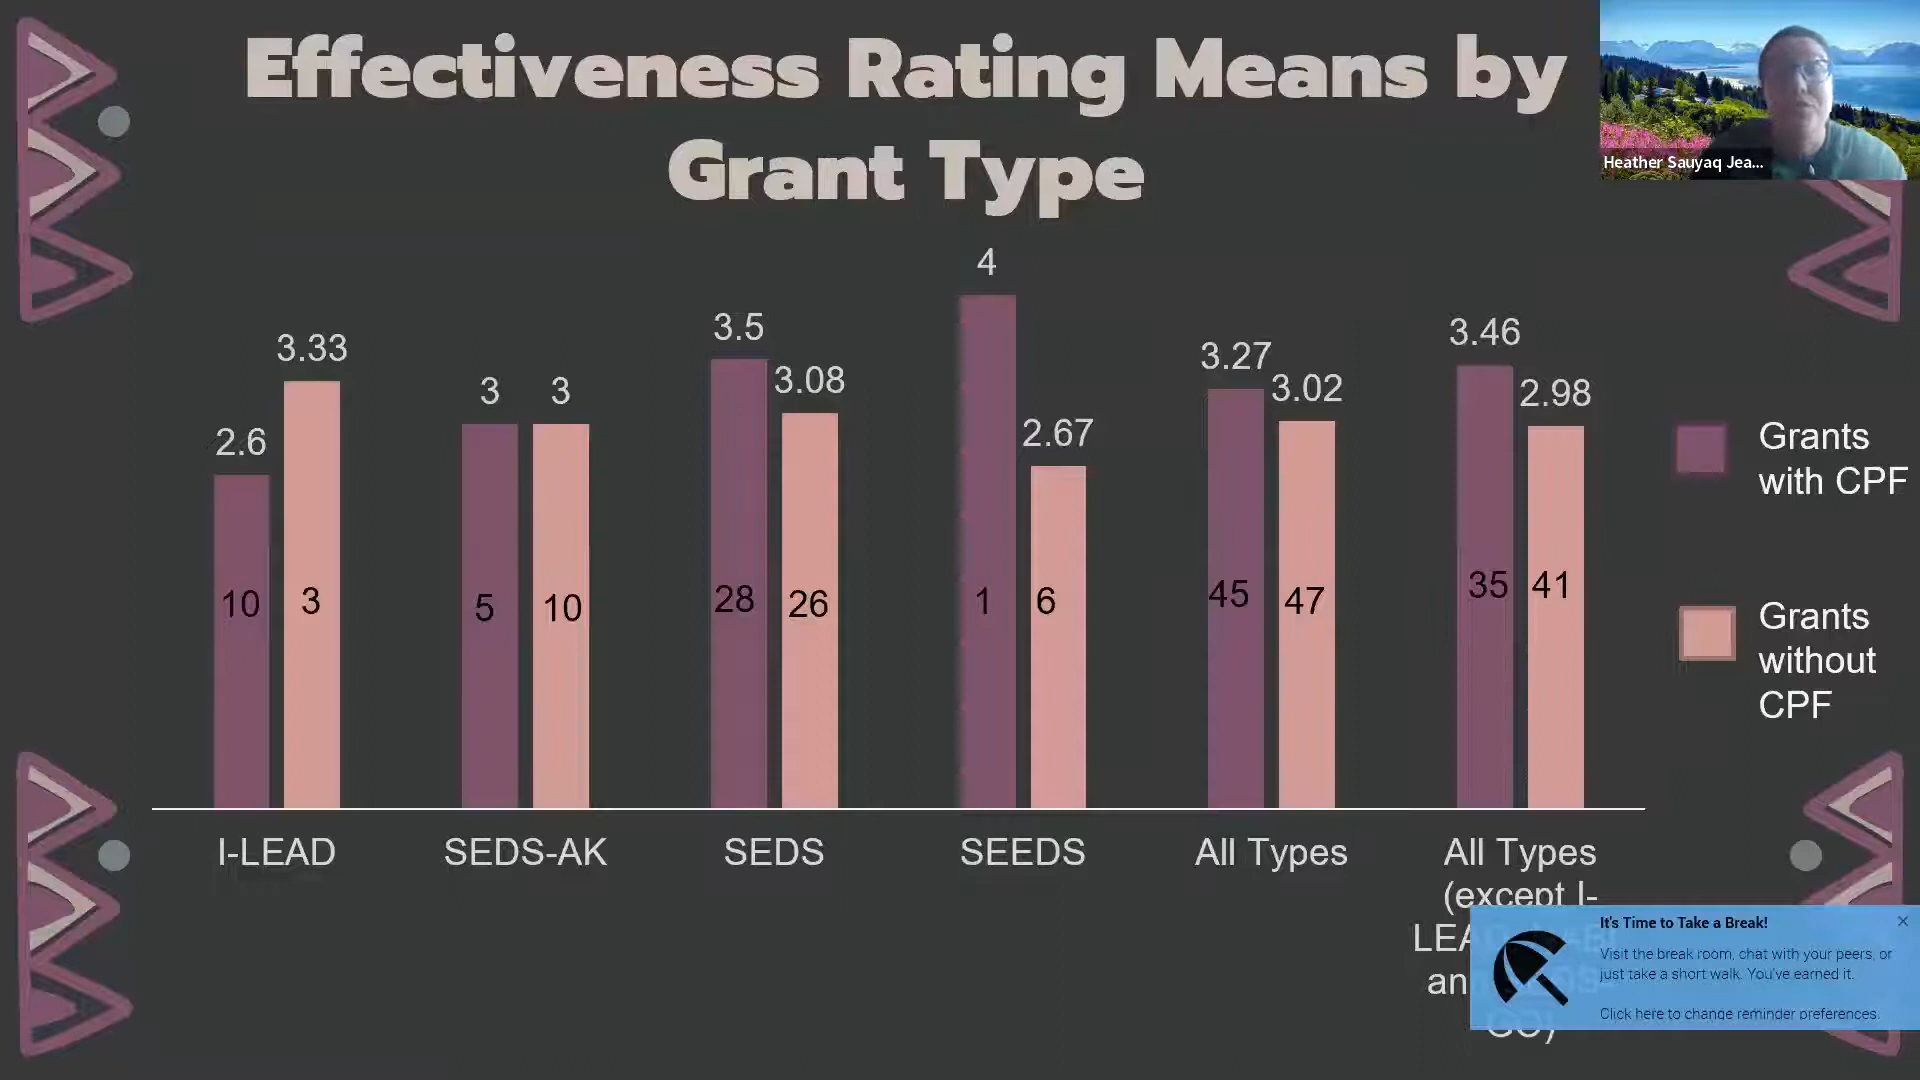 Effectiveness Rating Means by
Grant Type
Heather Sauyaq Jea...
2.6
3.33
3
3
3.5
3.08
4
2.67
3.27
3.02
3.46
2.98
10
3
5
10
28
26
1
6
45
47
35
41
Grants
with CPF
Grants
without
CPF
I-LEAD
SEDS-AK
SEDS
SEEDS
All Types
All Types
(except I-
It's Time to Take a Break!
Visit the break room, chat with your peers, or
just take a short walk. You've earned it.
Click here to change reminder preferences.